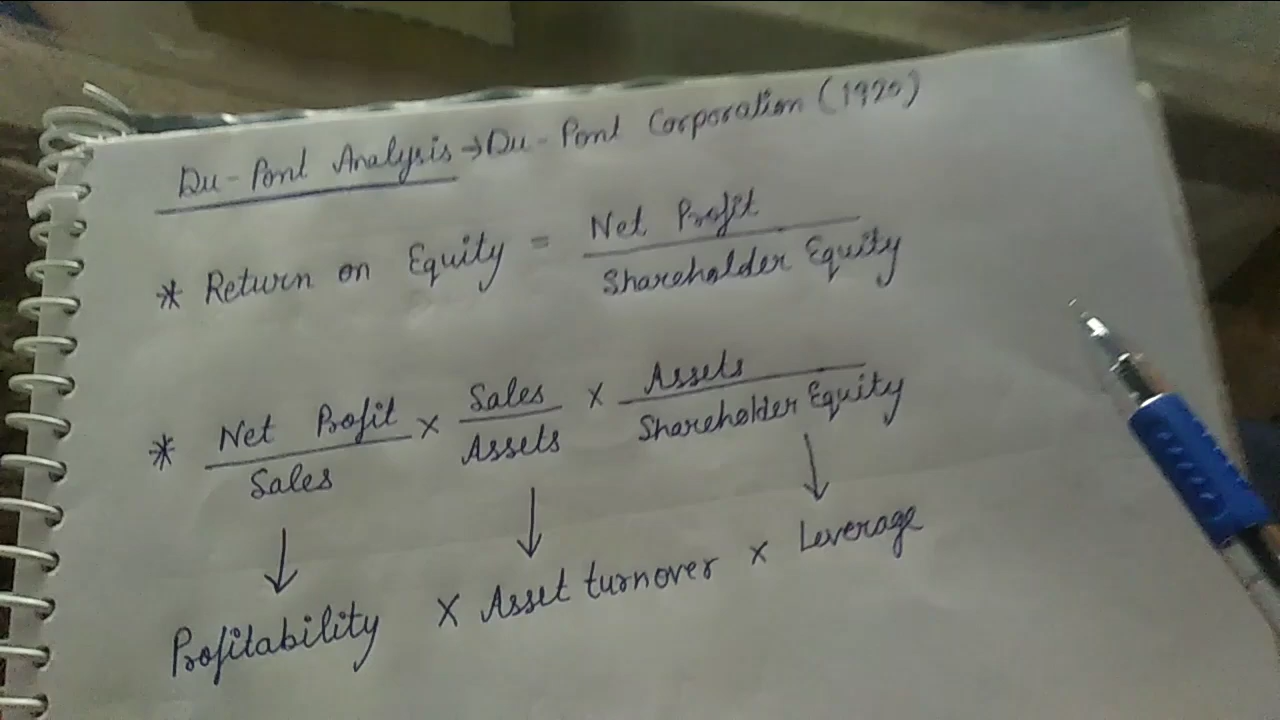 Du-Pont Analysis → Du-Pont Corporation (1920)
* Return on Equity = Net Profit / Shareholder Equity
* Net Profit / Sales × Sales / Assets × Assets / Shareholder Equity
↓ ↓ ↓
Profitability × Asset turnover × Leverage